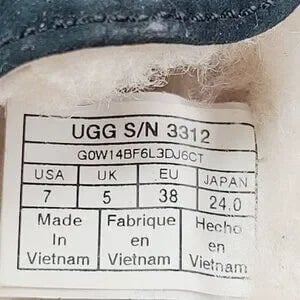 UGG S/N 3312
G0W14BF6L3DJ6CT
USA UK EU JAPAN
7 5 38 24.0
Made Fabrique Hecho
In en en
Vietnam Vietnam Vietnam